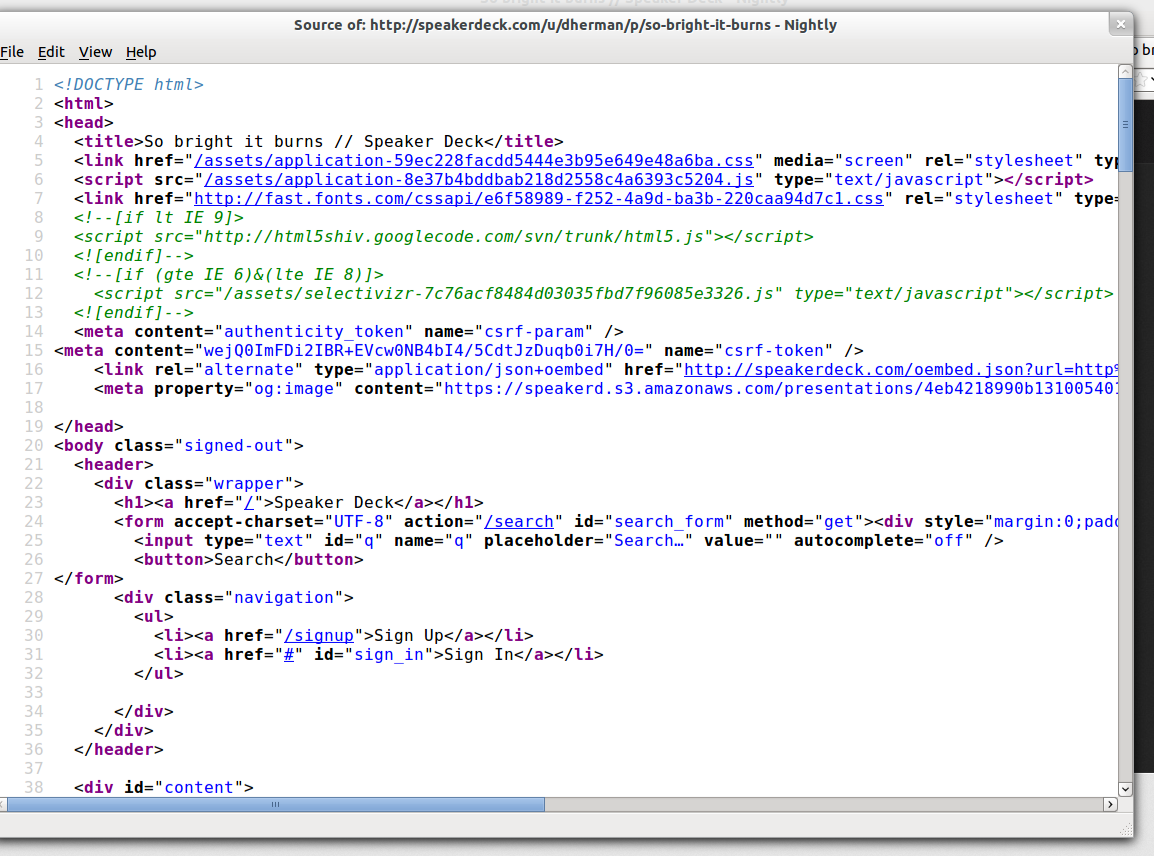 Source of: http://speakerdeck.com/u/dherman/p/so-bright-it-burns - Nightly
File Edit View Help
1 <!DOCTYPE html>
2 <html>
3 <head>
4 <title>So bright it burns // Speaker Deck</title>
5 <link href="/assets/application-59ec228facdd5444e3b95e649e48a6ba.css" media="screen" rel="stylesheet" typ
6 <script src="/assets/application-8e37b4bddbab218d2558c4a6393c5204.js" type="text/javascript"></script>
7 <link href="http://fast.fonts.com/cssapi/e6f58989-f252-4a9d-ba3b-220caa94d7c1.css" rel="stylesheet" type=
8 <!--[if lt IE 9]>
9 <script src="http://html5shiv.googlecode.com/svn/trunk/html5.js"></script>
10 <![endif]-->
11 <!--[if (gte IE 6)&(lte IE 8)]>
12 <script src="/assets/selectivizr-7c76acf8484d03035fbd7f96085e3326.js" type="text/javascript"></script>
13 <![endif]-->
14 <meta content="authenticity_token" name="csrf-param" />
15 <meta content="wejQ0ImFDi2IBR+EVcw0NB4bI4/5CdtJzDuqb0i7H/0=" name="csrf-token" />
16 <link rel="alternate" type="application/json+oembed" href="http://speakerdeck.com/oembed.json?url=http%
17 <meta property="og:image" content="https://speakerd.s3.amazonaws.com/presentations/4eb4218990b131005401
18
19 </head>
20 <body class="signed-out">
21 <header>
22 <div class="wrapper">
23 <h1><a href="/">Speaker Deck</a></h1>
24 <form accept-charset="UTF-8" action="/search" id="search_form" method="get"><div style="margin:0;padd
25 <input type="text" id="q" name="q" placeholder="Search…" value="" autocomplete="off" />
26 <button>Search</button>
27 </form>
28 <div class="navigation">
29 <ul>
30 <li><a href="/signup">Sign Up</a></li>
31 <li><a href="#" id="sign_in">Sign In</a></li>
32 </ul>
33
34 </div>
35 </div>
36 </header>
37
38 <div id="content">